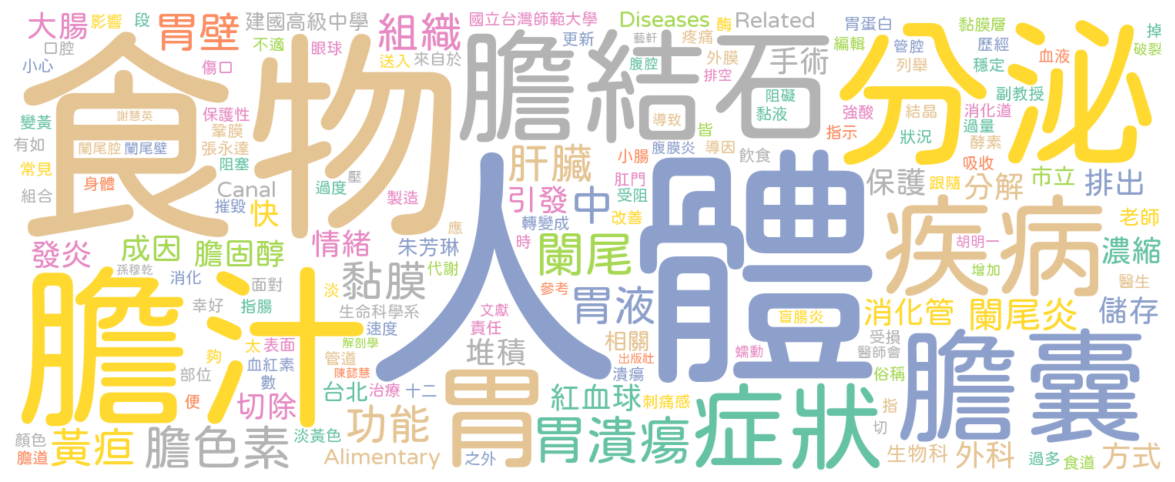 大腸 影響 段 胃壁 建國高級中學 組織 國立台灣師範大學 Diseases 酶 Related 胃蛋白 黏膜層 掉
口腔 不適 眼球 送入 來自於 更新 藝軒 疼痛 外膜 編輯 管腔 歷經 破裂
小心 傷口 腹腔 排空 手術 列舉 穩定 血液
食物 膽結石 分泌
謝慧英 保護性 阻礙 副教授
變黃 鞏膜 導致 黏液 強酸 結晶 消化道
有如 闌尾腔 闌尾壁 張永達 皆 指示 狀況 過量
常見 阻塞 肝臟 小腸 腹膜炎 導因 飲食 酵素 吸收
組合 身體 Canal 過度 壓 製造 引發 中 肛門 受阻 保護 跟隨 分解 市立 排出
摧毀 快 轉變成 改善 人體 疾病 老師
發炎 成因 膽固醇 情緒 朱芳琳 應 時 闌尾 胡明一 濃縮
孫穆乾 消化 面對 黏膜 代謝 淡 參考 增加 醫生
膽汁 幸好 指腸 生命科學系 文獻 胃液 盲腸炎 消化管 闌尾炎 儲存
夠 太 表面 解剖學 速度 責任 相關 受損 膽囊
部位 血紅素 管道 陳懿慧 堆積 出版社 蠕動 醫師會
數 台北 治療 十二 胃 潰瘍 俗稱
便 切除 紅血球 刺痛感 症狀 指
顏色 黃疸 膽色素 淡黃色 功能 胃潰瘍 切
膽道 Alimentary 之外 生物科 外科 過多 食道 方式